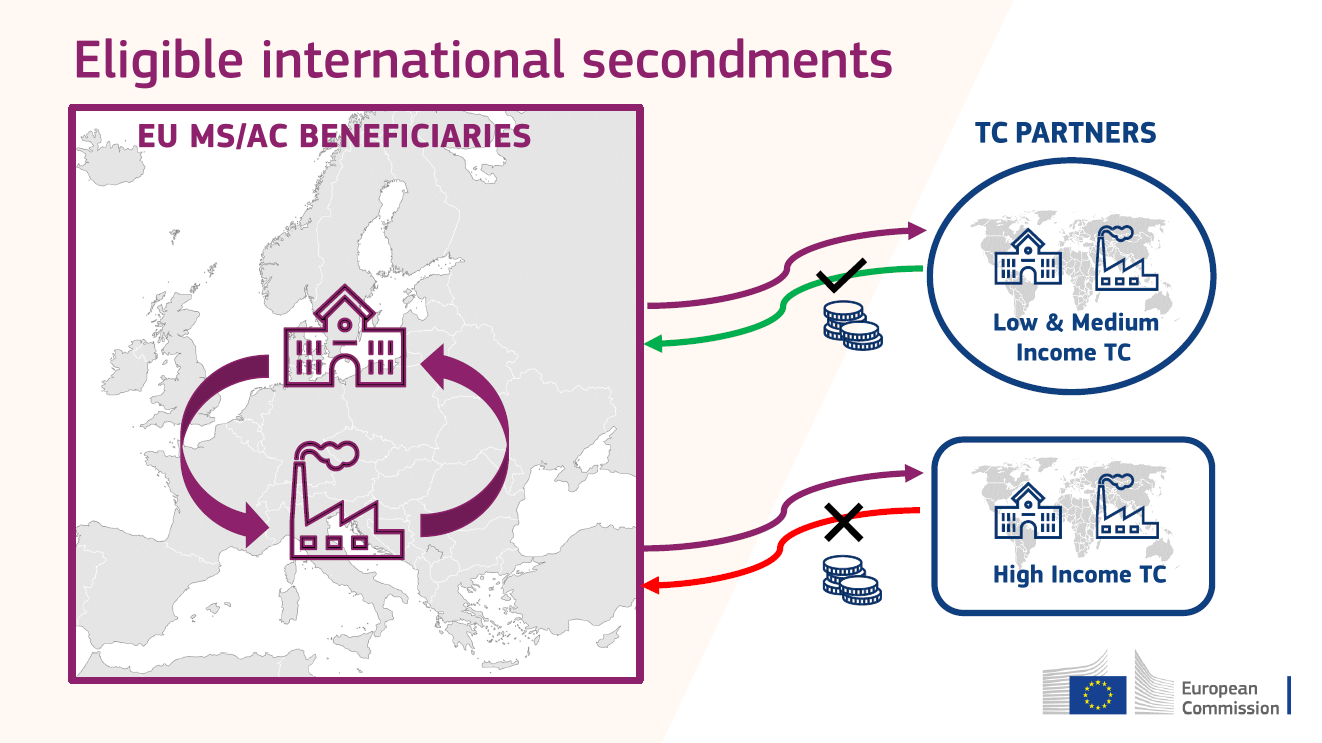 Eligible international secondments
EU MS/AC BENEFICIARIES
TC PARTNERS
Low & Medium
Income TC
High Income TC
European
Commission